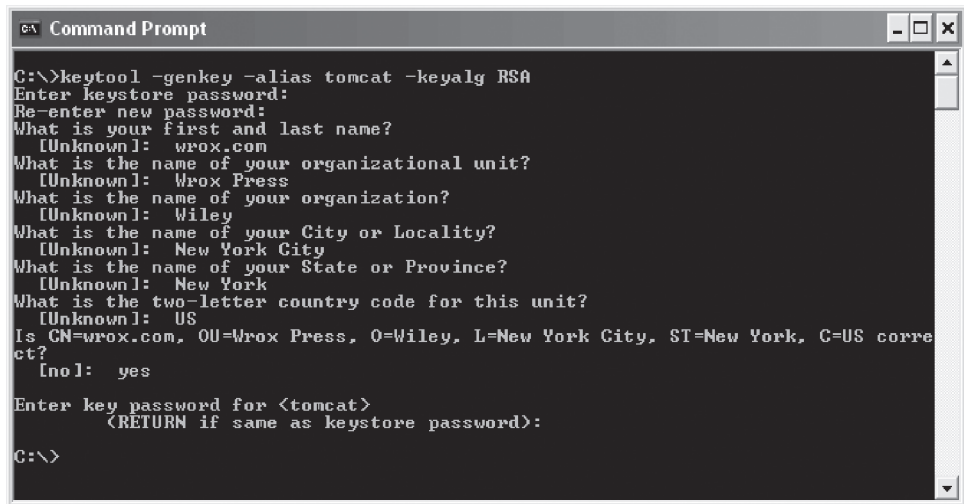 Command Prompt
C:\>keytool -genkey -alias tomcat -keyalg RSA
Enter keystore password:
Re-enter new password:
What is your first and last name?
  [Unknown]:  wrox.com
What is the name of your organizational unit?
  [Unknown]:  Wrox Press
What is the name of your organization?
  [Unknown]:  Wiley
What is the name of your City or Locality?
  [Unknown]:  New York City
What is the name of your State or Province?
  [Unknown]:  New York
What is the two-letter country code for this unit?
  [Unknown]:  US
Is CN=wrox.com, OU=Wrox Press, O=Wiley, L=New York City, ST=New York, C=US corre
ct?
  [no]:  yes
Enter key password for <tomcat>
        (RETURN if same as keystore password):
C:\>